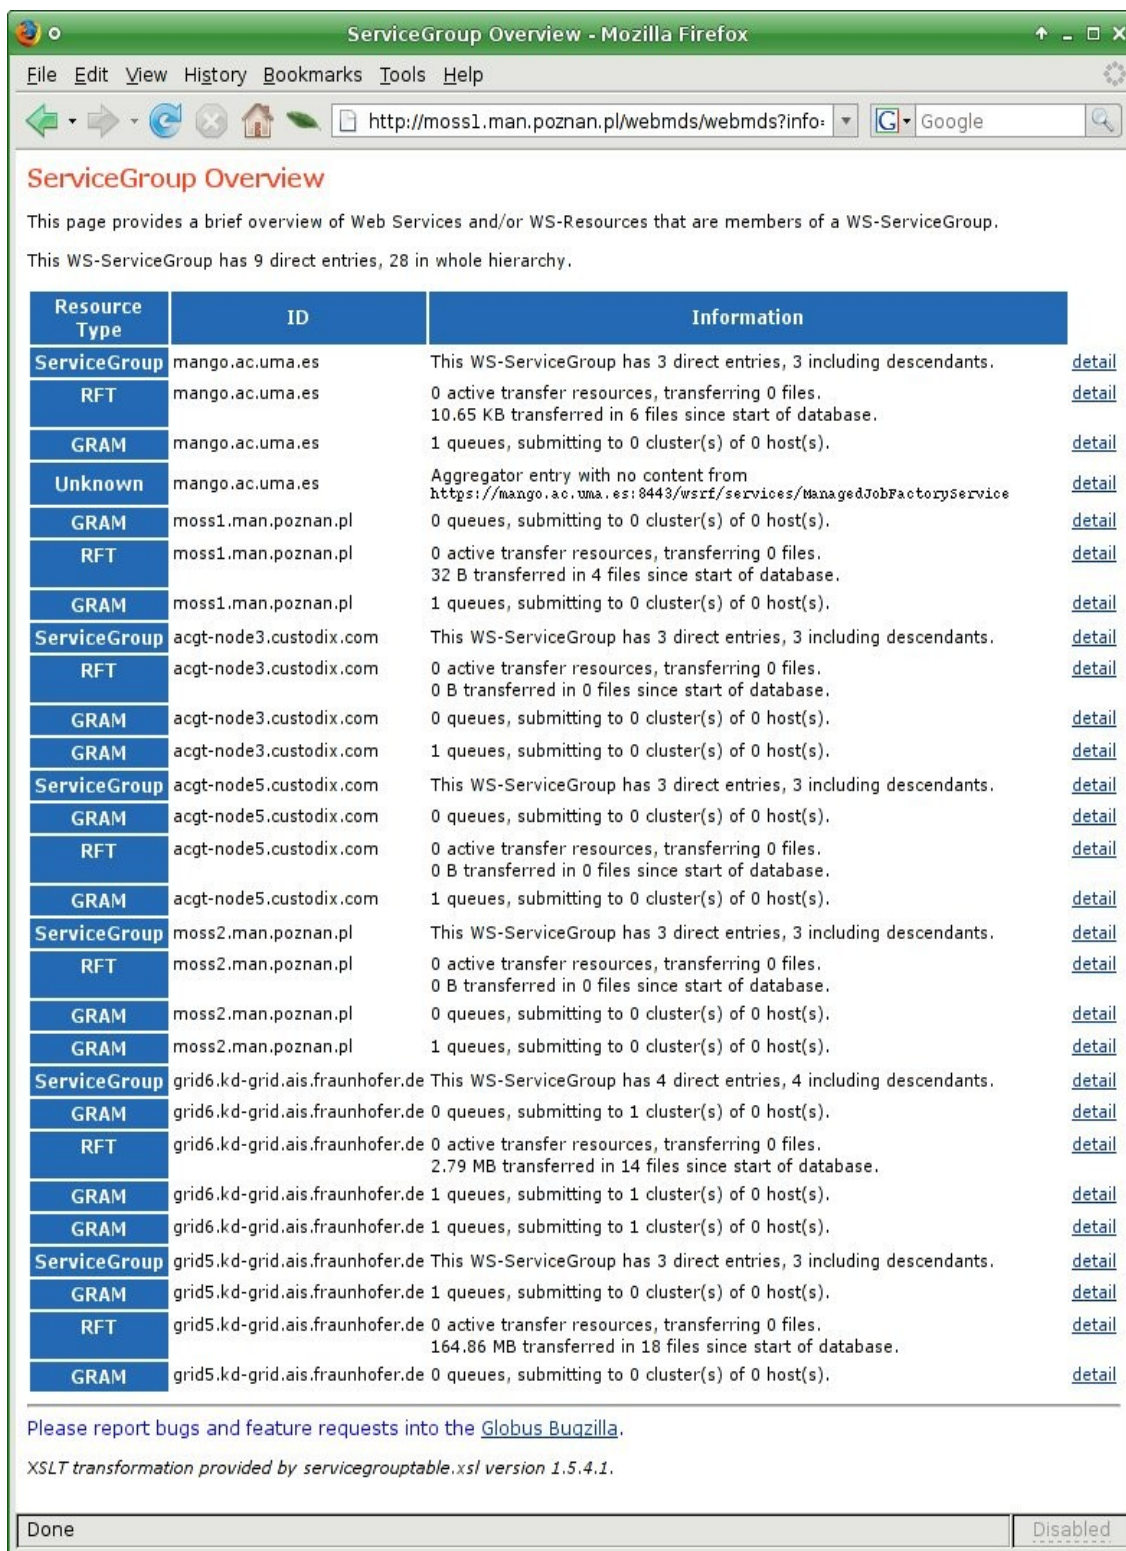 ServiceGroup Overview - Mozilla Firefox
File Edit View History Bookmarks Tools Help
http://moss1.man.poznan.pl/webmds/webmds?info= Google
ServiceGroup Overview
This page provides a brief overview of Web Services and/or WS-Resources that are members of a WS-ServiceGroup.
This WS-ServiceGroup has 9 direct entries, 28 in whole hierarchy.
Resource Type ID Information
ServiceGroup mango.ac.uma.es This WS-ServiceGroup has 3 direct entries, 3 including descendants. detail
RFT mango.ac.uma.es 0 active transfer resources, transferring 0 files. detail
10.65 KB transferred in 6 files since start of database.
GRAM mango.ac.uma.es 1 queues, submitting to 0 cluster(s) of 0 host(s). detail
Unknown mango.ac.uma.es Aggregator entry with no content from detail
https://mango.ac.uma.es:8443/wsrf/services/ManagedJobFactoryService
GRAM moss1.man.poznan.pl 0 queues, submitting to 0 cluster(s) of 0 host(s). detail
RFT moss1.man.poznan.pl 0 active transfer resources, transferring 0 files. detail
32 B transferred in 4 files since start of database.
GRAM moss1.man.poznan.pl 1 queues, submitting to 0 cluster(s) of 0 host(s). detail
ServiceGroup acgt-node3.custodix.com This WS-ServiceGroup has 3 direct entries, 3 including descendants. detail
RFT acgt-node3.custodix.com 0 active transfer resources, transferring 0 files. detail
0 B transferred in 0 files since start of database.
GRAM acgt-node3.custodix.com 0 queues, submitting to 0 cluster(s) of 0 host(s). detail
GRAM acgt-node3.custodix.com 1 queues, submitting to 0 cluster(s) of 0 host(s). detail
ServiceGroup acgt-node5.custodix.com This WS-ServiceGroup has 3 direct entries, 3 including descendants. detail
GRAM acgt-node5.custodix.com 0 queues, submitting to 0 cluster(s) of 0 host(s). detail
RFT acgt-node5.custodix.com 0 active transfer resources, transferring 0 files. detail
0 B transferred in 0 files since start of database.
GRAM acgt-node5.custodix.com 1 queues, submitting to 0 cluster(s) of 0 host(s). detail
ServiceGroup moss2.man.poznan.pl This WS-ServiceGroup has 3 direct entries, 3 including descendants. detail
RFT moss2.man.poznan.pl 0 active transfer resources, transferring 0 files. detail
0 B transferred in 0 files since start of database.
GRAM moss2.man.poznan.pl 0 queues, submitting to 0 cluster(s) of 0 host(s). detail
GRAM moss2.man.poznan.pl 1 queues, submitting to 0 cluster(s) of 0 host(s). detail
ServiceGroup grid6.kd-grid.ais.fraunhofer.de This WS-ServiceGroup has 4 direct entries, 4 including descendants. detail
GRAM grid6.kd-grid.ais.fraunhofer.de 0 queues, submitting to 1 cluster(s) of 0 host(s). detail
RFT grid6.kd-grid.ais.fraunhofer.de 0 active transfer resources, transferring 0 files. detail
2.79 MB transferred in 14 files since start of database.
GRAM grid6.kd-grid.ais.fraunhofer.de 1 queues, submitting to 1 cluster(s) of 0 host(s). detail
GRAM grid6.kd-grid.ais.fraunhofer.de 1 queues, submitting to 1 cluster(s) of 0 host(s). detail
ServiceGroup grid5.kd-grid.ais.fraunhofer.de This WS-ServiceGroup has 3 direct entries, 3 including descendants. detail
GRAM grid5.kd-grid.ais.fraunhofer.de 1 queues, submitting to 0 cluster(s) of 0 host(s). detail
RFT grid5.kd-grid.ais.fraunhofer.de 0 active transfer resources, transferring 0 files. detail
164.86 MB transferred in 18 files since start of database.
GRAM grid5.kd-grid.ais.fraunhofer.de 0 queues, submitting to 0 cluster(s) of 0 host(s). detail
Please report bugs and feature requests into the Globus Bugzilla.
XSLT transformation provided by servicegrouptable.xsl version 1.5.4.1.
Done Disabled